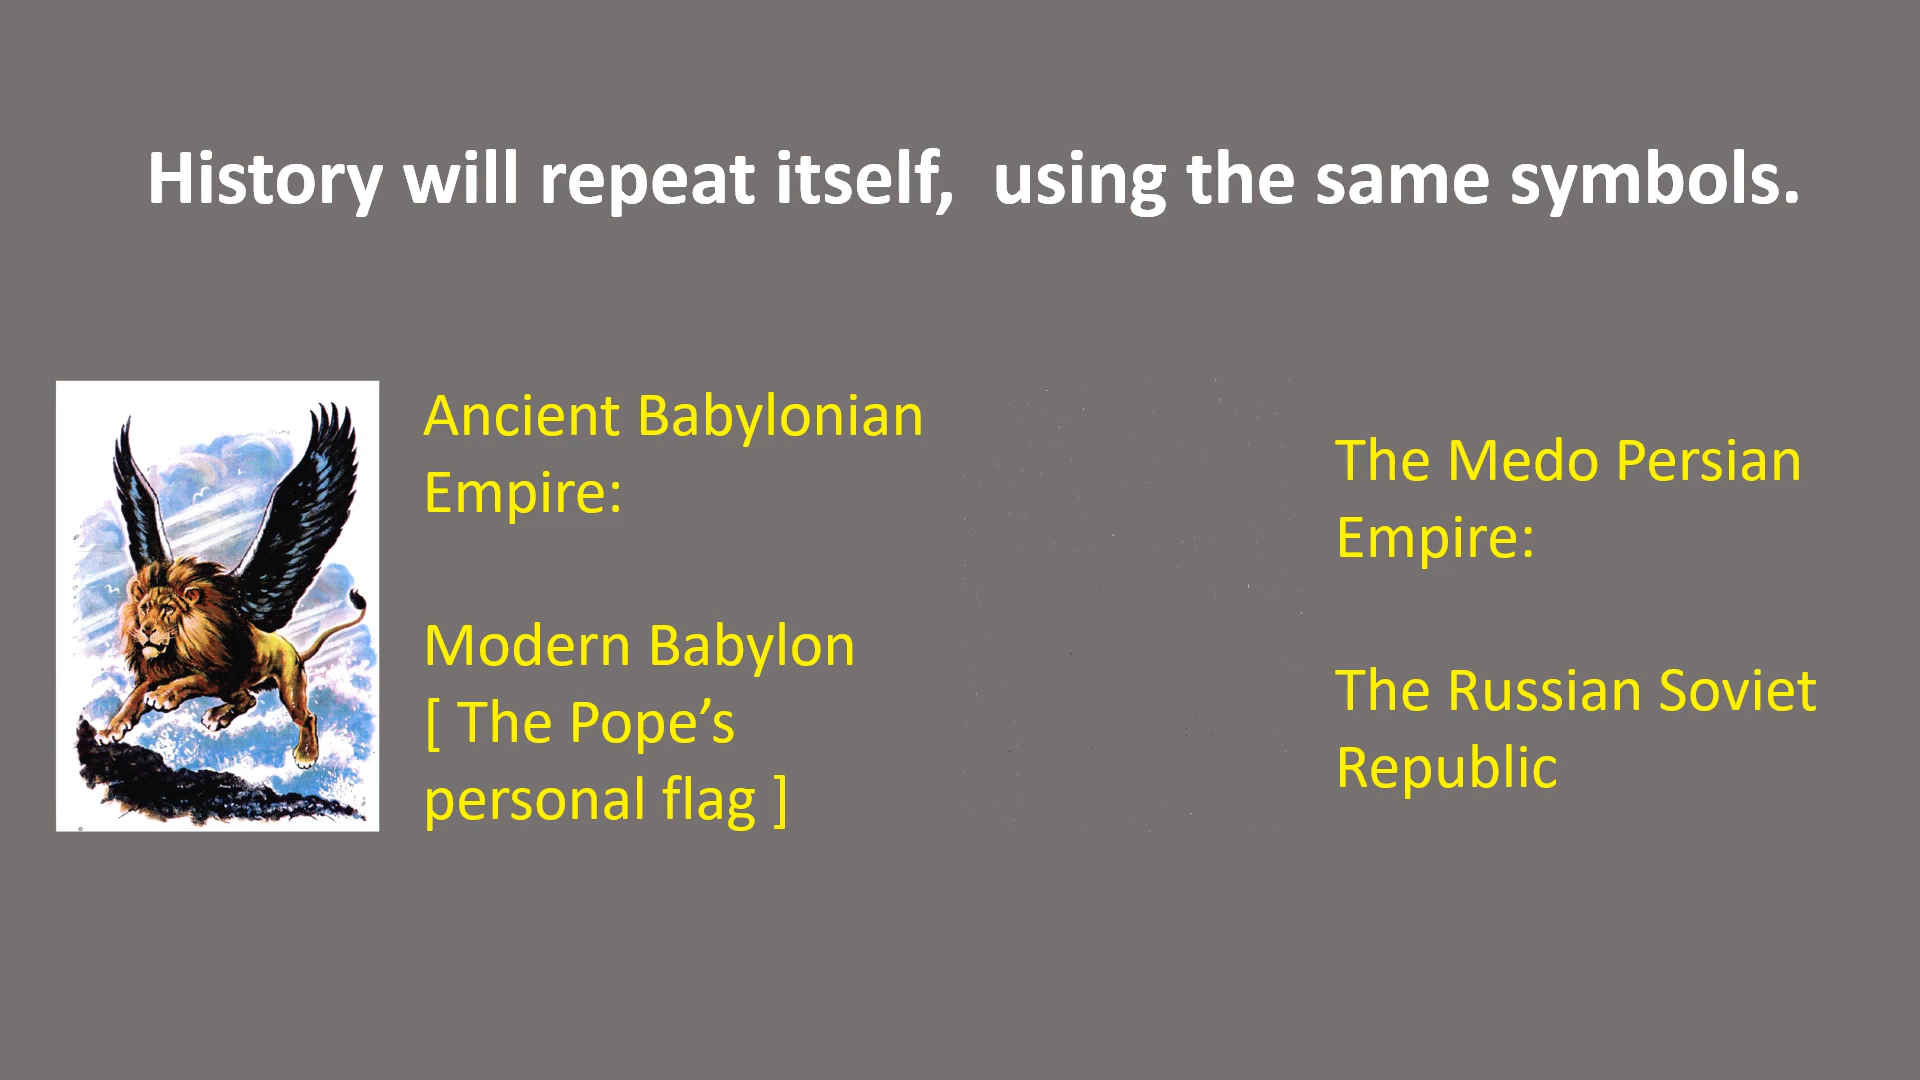 History will repeat itself,  using the same symbols.
Ancient Babylonian
Empire:
Modern Babylon
[ The Pope’s
personal flag ]
The Medo Persian
Empire:
The Russian Soviet
Republic